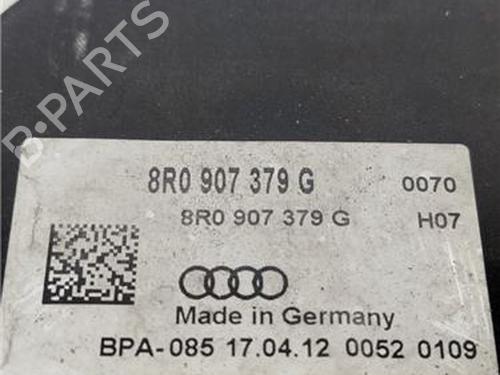 B-PARTS
8R0 907 379 G 0070
8R0 907 379 G H07
Made in Germany
BPA-085 17.04.12 0052 0109